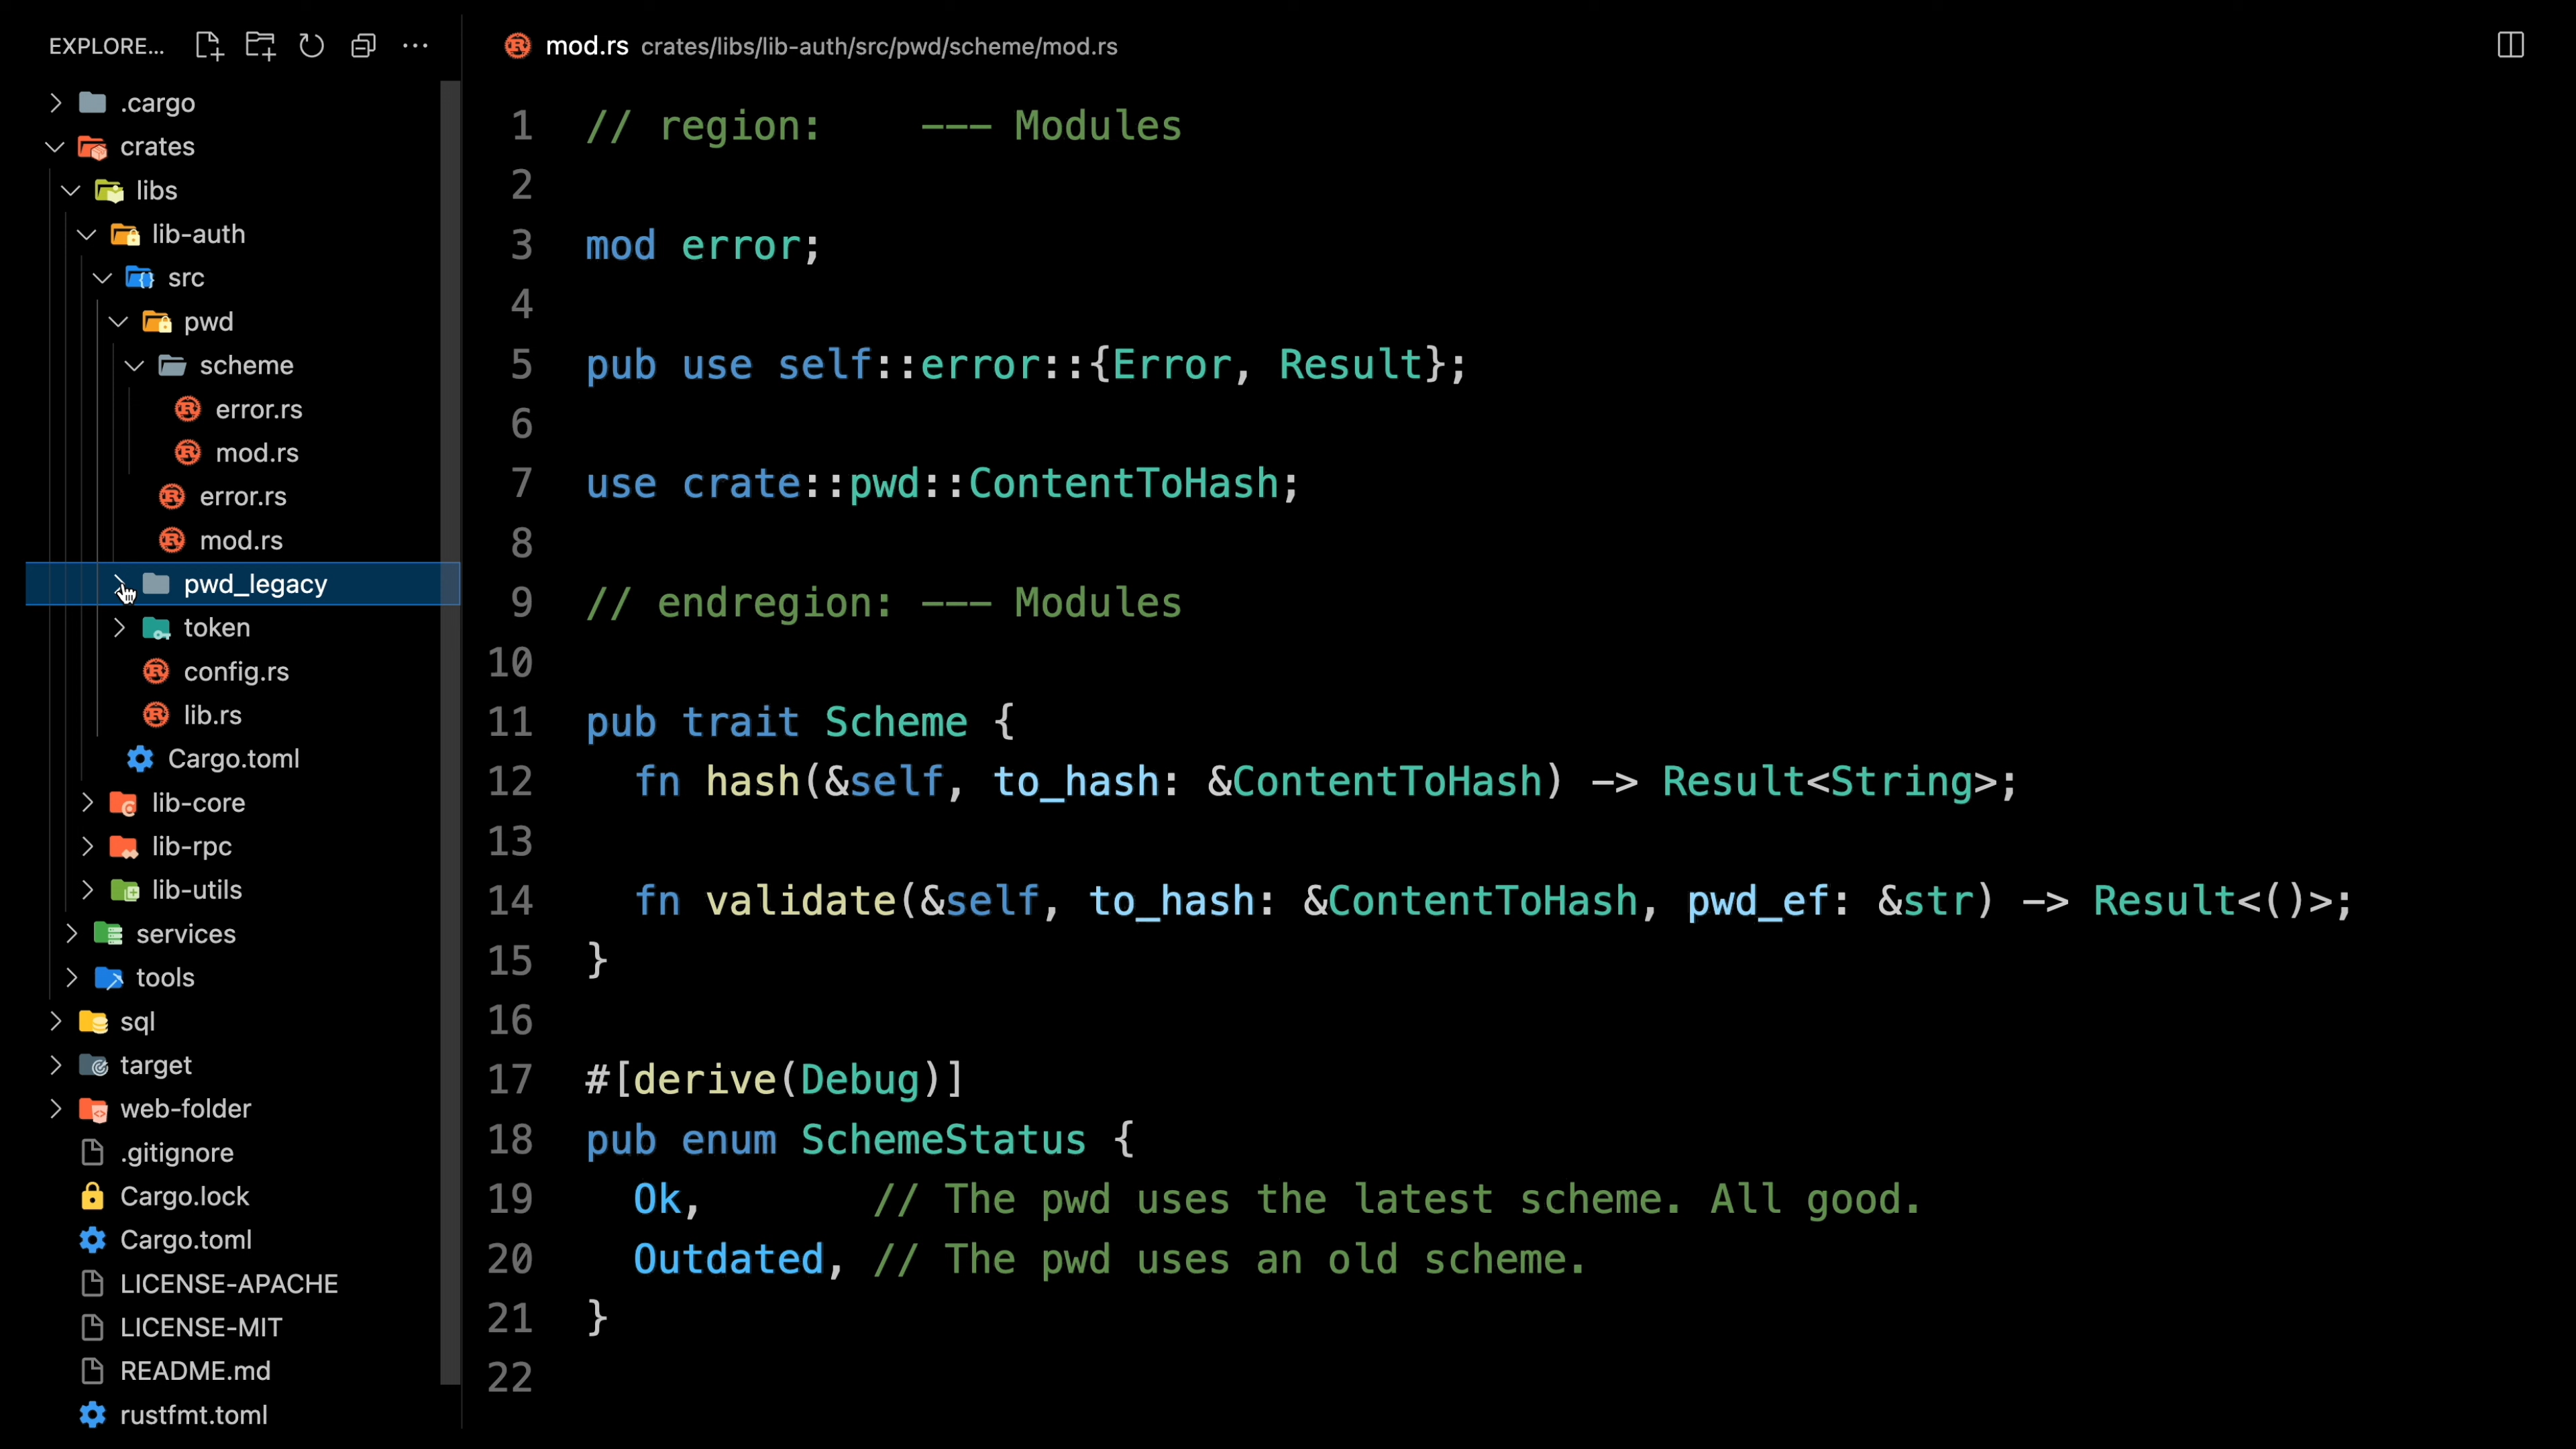 EXPLORE...
.cargo
crates
libs
lib-auth
src
pwd
scheme
error.rs
mod.rs
error.rs
mod.rs
pwd_legacy
token
config.rs
lib.rs
Cargo.toml
lib-core
lib-rpc
lib-utils
services
tools
sql
target
web-folder
.gitignore
Cargo.lock
Cargo.toml
LICENSE-APACHE
LICENSE-MIT
README.md
rustfmt.toml
mod.rs crates/libs/lib-auth/src/pwd/scheme/mod.rs
1 // region:    --- Modules
2
3 mod error;
4
5 pub use self::error::{Error, Result};
6
7 use crate::pwd::ContentToHash;
8
9 // endregion: --- Modules
10
11 pub trait Scheme {
12   fn hash(&self, to_hash: &ContentToHash) -> Result<String>;
13
14   fn validate(&self, to_hash: &ContentToHash, pwd_ef: &str) -> Result<()>;
15 }
16
17 #[derive(Debug)]
18 pub enum SchemeStatus {
19   Ok,       // The pwd uses the latest scheme. All good.
20   Outdated, // The pwd uses an old scheme.
21 }
22